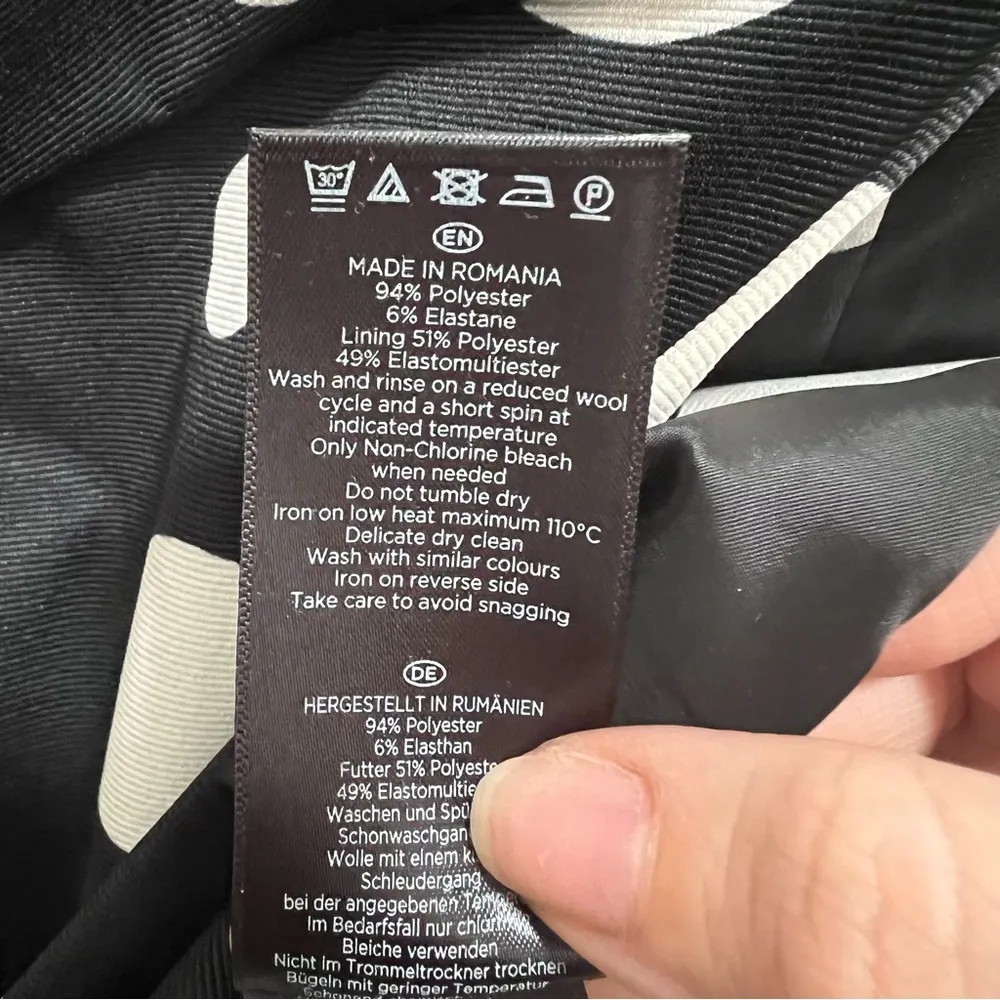 30°
P
EN
MADE IN ROMANIA
94% Polyester
6% Elastane
Lining 51% Polyester
49% Elastomultiester
Wash and rinse on a reduced wool
cycle and a short spin at
indicated temperature
Only Non-Chlorine bleach
when needed
Do not tumble dry
Iron on low heat maximum 110°C
Delicate dry clean
Wash with similar colours
Iron on reverse side
Take care to avoid snagging
DE
HERGESTELLT IN RUMÄNIEN
94% Polyester
6% Elasthan
Futter 51% Polyeste
49% Elastomultie
Waschen und Spü
Schonwaschgan
Wolle mit einem
Schleudergang
bei der angegebenen
Im Bedarfsfall nur
Bleiche verwenden
Nicht im Trommeltrockner trocknen
Bügeln mit geringer Temperatur